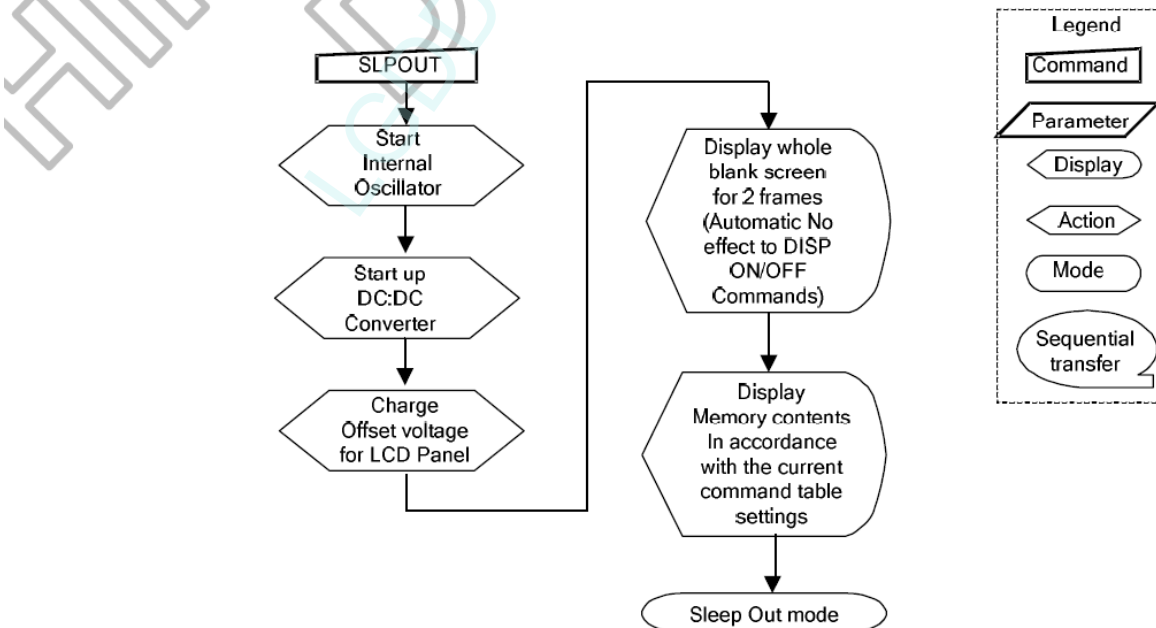 SLPOUT
Start
Internal
Oscillator
Start up
DC:DC
Converter
Charge
Offset voltage
for LCD Panel
Display whole
blank screen
for 2 frames
(Automatic No
effect to DISP
ON/OFF
Commands)
Display
Memory contents
In accordance
with the current
command table
settings
Sleep Out mode
Legend
Command
Parameter
Display
Action
Mode
Sequential
transfer